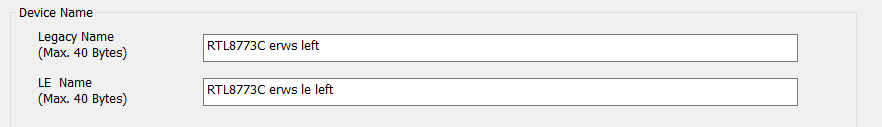 Device Name
Legacy Name
(Max. 40 Bytes)
RTL8773C erws left
LE  Name
(Max. 40 Bytes)
RTL8773C erws le left